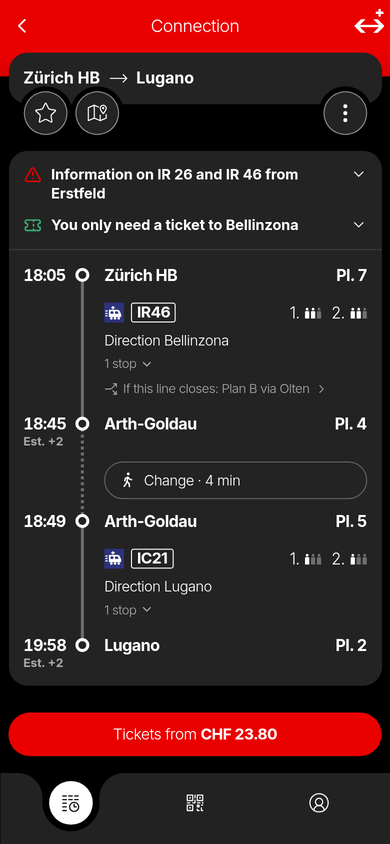 Connection
Zürich HB → Lugano
Information on IR 26 and IR 46 from
Erstfeld
You only need a ticket to Bellinzona
18:05 Zürich HB Pl. 7
IR46 1. 2.
Direction Bellinzona
1 stop
If this line closes: Plan B via Olten
18:45 Arth-Goldau Pl. 4
Est. +2
Change · 4 min
18:49 Arth-Goldau Pl. 5
IC21 1. 2.
Direction Lugano
1 stop
19:58 Lugano Pl. 2
Est. +2
Tickets from CHF 23.80